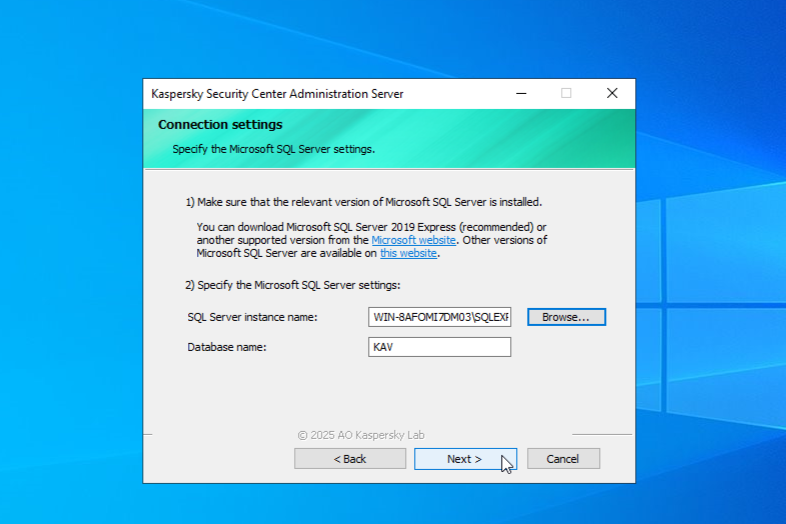 Kaspersky Security Center Administration Server
Connection settings
Specify the Microsoft SQL Server settings.
1) Make sure that the relevant version of Microsoft SQL Server is installed.
You can download Microsoft SQL Server 2019 Express (recommended) or
another supported version from the Microsoft website. Other versions of
Microsoft SQL Server are available on this website.
2) Specify the Microsoft SQL Server settings:
SQL Server instance name: WIN-8AFOMI7DM03\SQLEXP Browse...
Database name: KAV
© 2025 AO Kaspersky Lab
< Back Next > Cancel